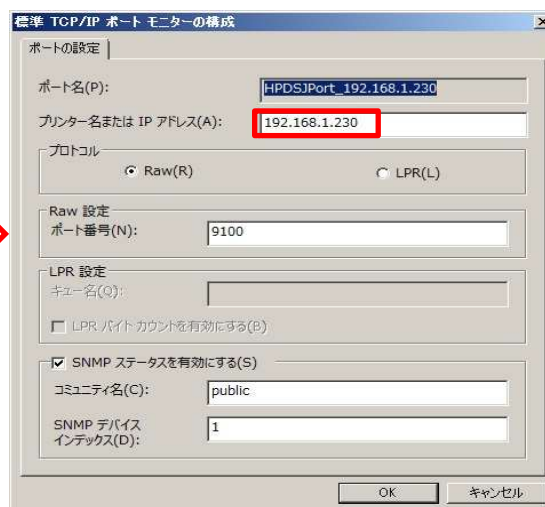 標準 TCP/IP ポート モニターの構成
ポートの設定
ポート名(P):
HPDSJPort_192.168.1.230
プリンター名または IP アドレス(A):
192.168.1.230
プロトコル
Raw(R)
LPR(L)
Raw 設定
ポート番号(N):
9100
LPR 設定
キュー名(Q):
LPR バイト カウントを有効にする(B)
SNMP ステータスを有効にする(S)
コミュニティ名(C):
public
SNMP デバイス
インデックス(D):
1
OK
キャンセル